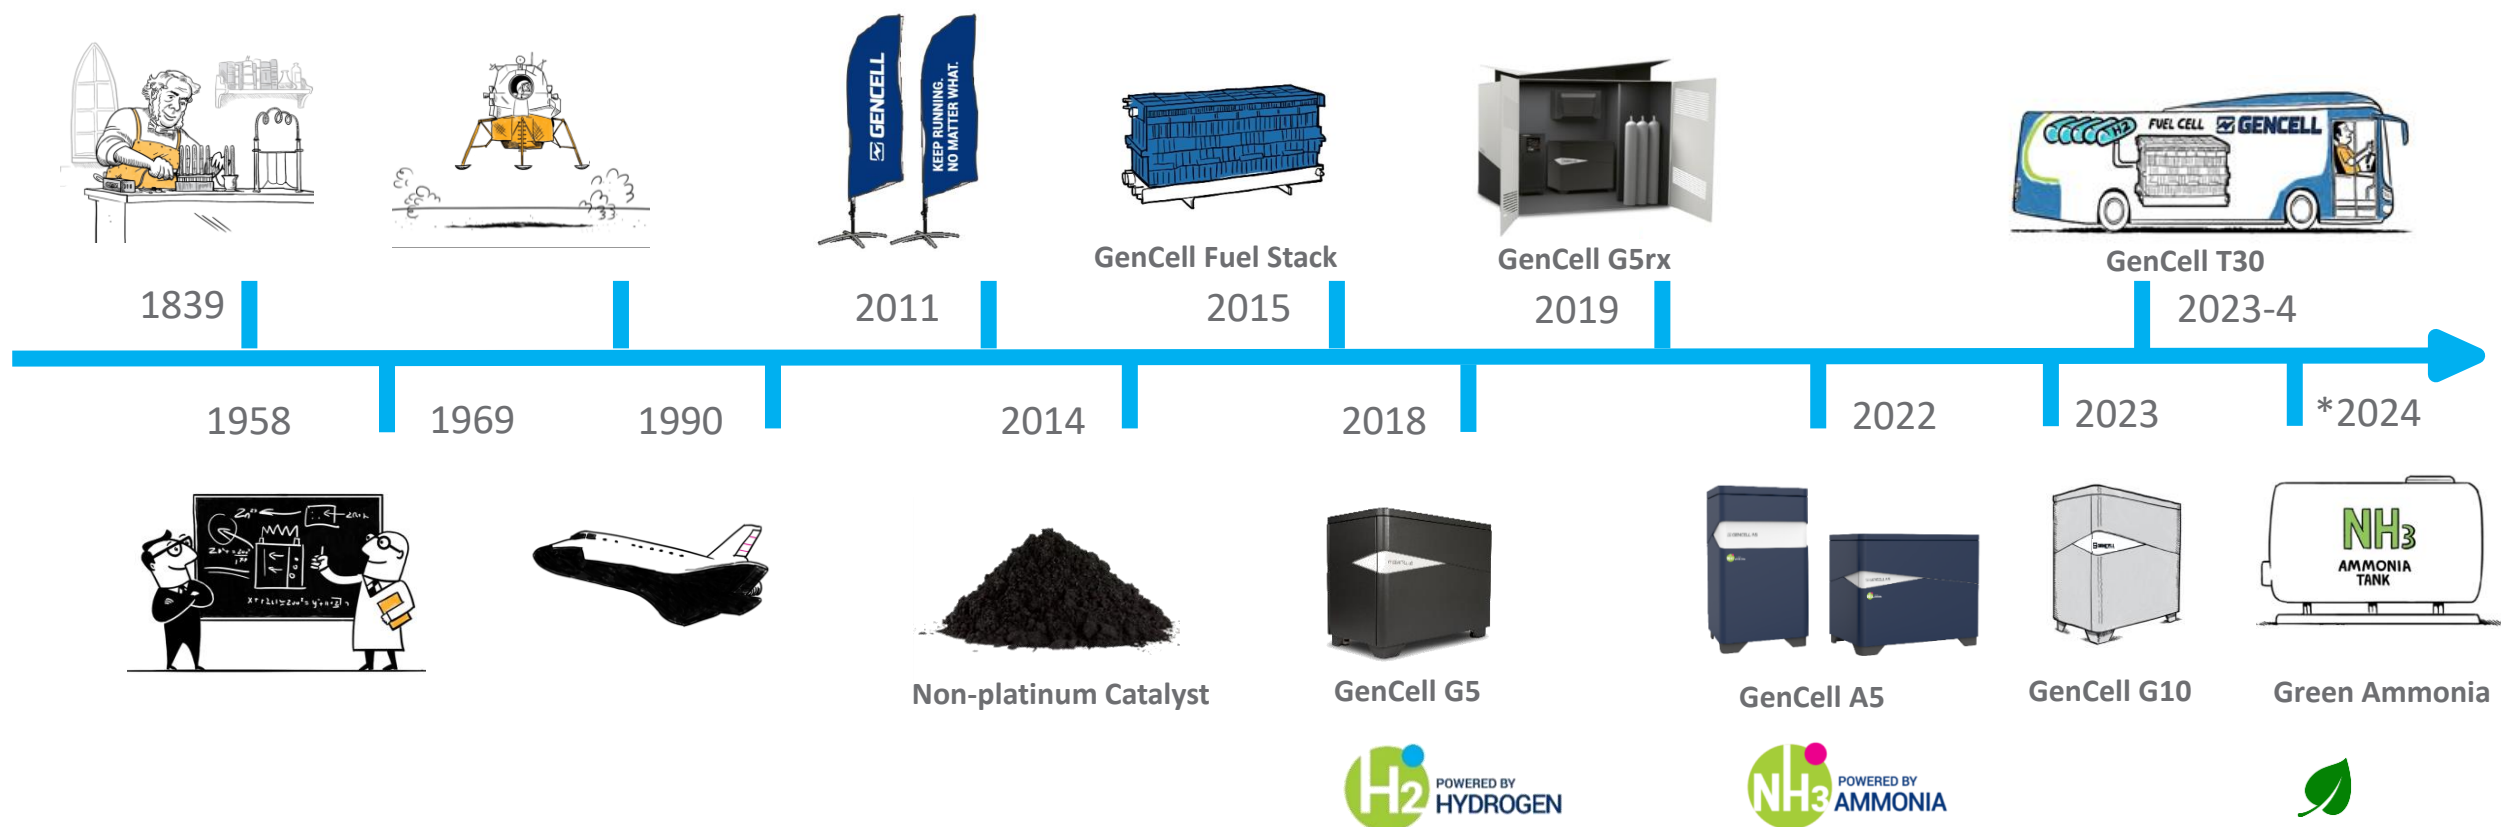 GENCELL
KEEP RUNNING.
NO MATTER WHAT.
H2
FUEL CELL
GENCELL
GenCell Fuel Stack
GenCell G5rx
GenCell T30
1839
2011
2015
2019
2023-4
1958
1969
1990
2014
2018
2022
2023
*2024
NH3
AMMONIA
TANK
Non-platinum Catalyst
GenCell G5
GenCell A5
GenCell G10
Green Ammonia
H2
POWERED BY
HYDROGEN
NH3
POWERED BY
AMMONIA